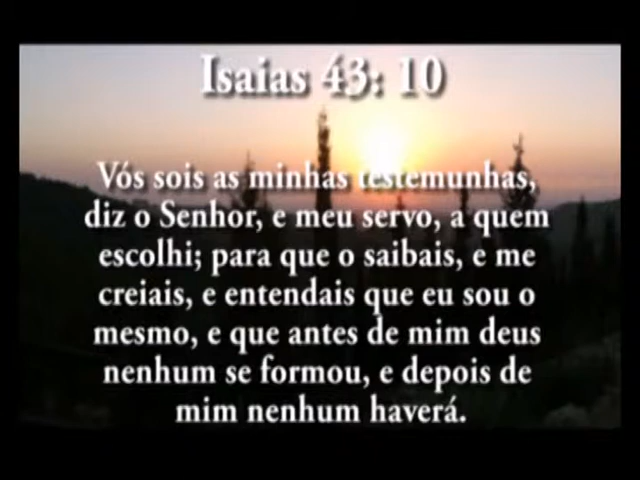 Isaias 43: 10
Vós sois as minhas testemunhas,
diz o Senhor, e meu servo, a quem
escolhi; para que o saibais, e me
creiais, e entendais que eu sou o
mesmo, e que antes de mim deus
nenhum se formou, e depois de
mim nenhum haverá.